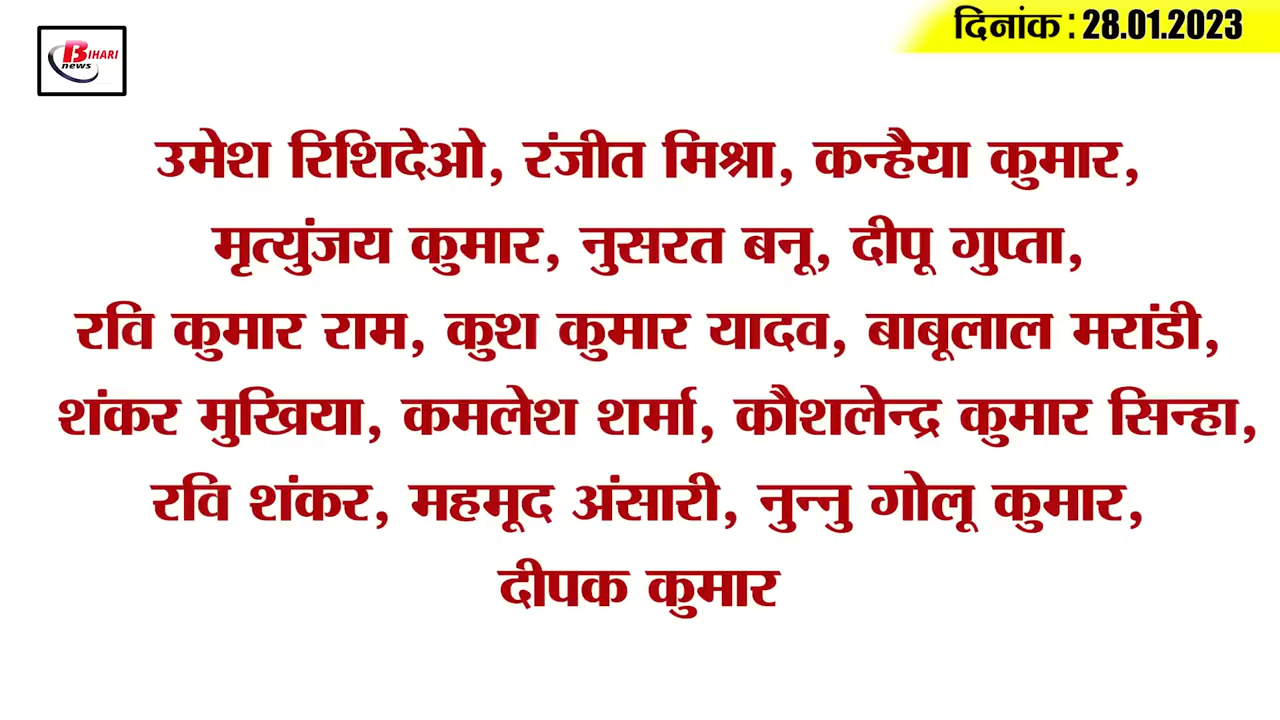 BIHARI
news
दिनांक : 28.01.2023
उमेश रिशिदेओ, रंजीत मिश्रा, कन्हैया कुमार,
मृत्युंजय कुमार, नुसरत बनू, दीपू गुप्ता,
रवि कुमार राम, कुश कुमार यादव, बाबूलाल मरांडी,
शंकर मुखिया, कमलेश शर्मा, कौशलेन्द्र कुमार सिन्हा,
रवि शंकर, महमूद अंसारी, नुन्नु गोलू कुमार,
दीपक कुमार